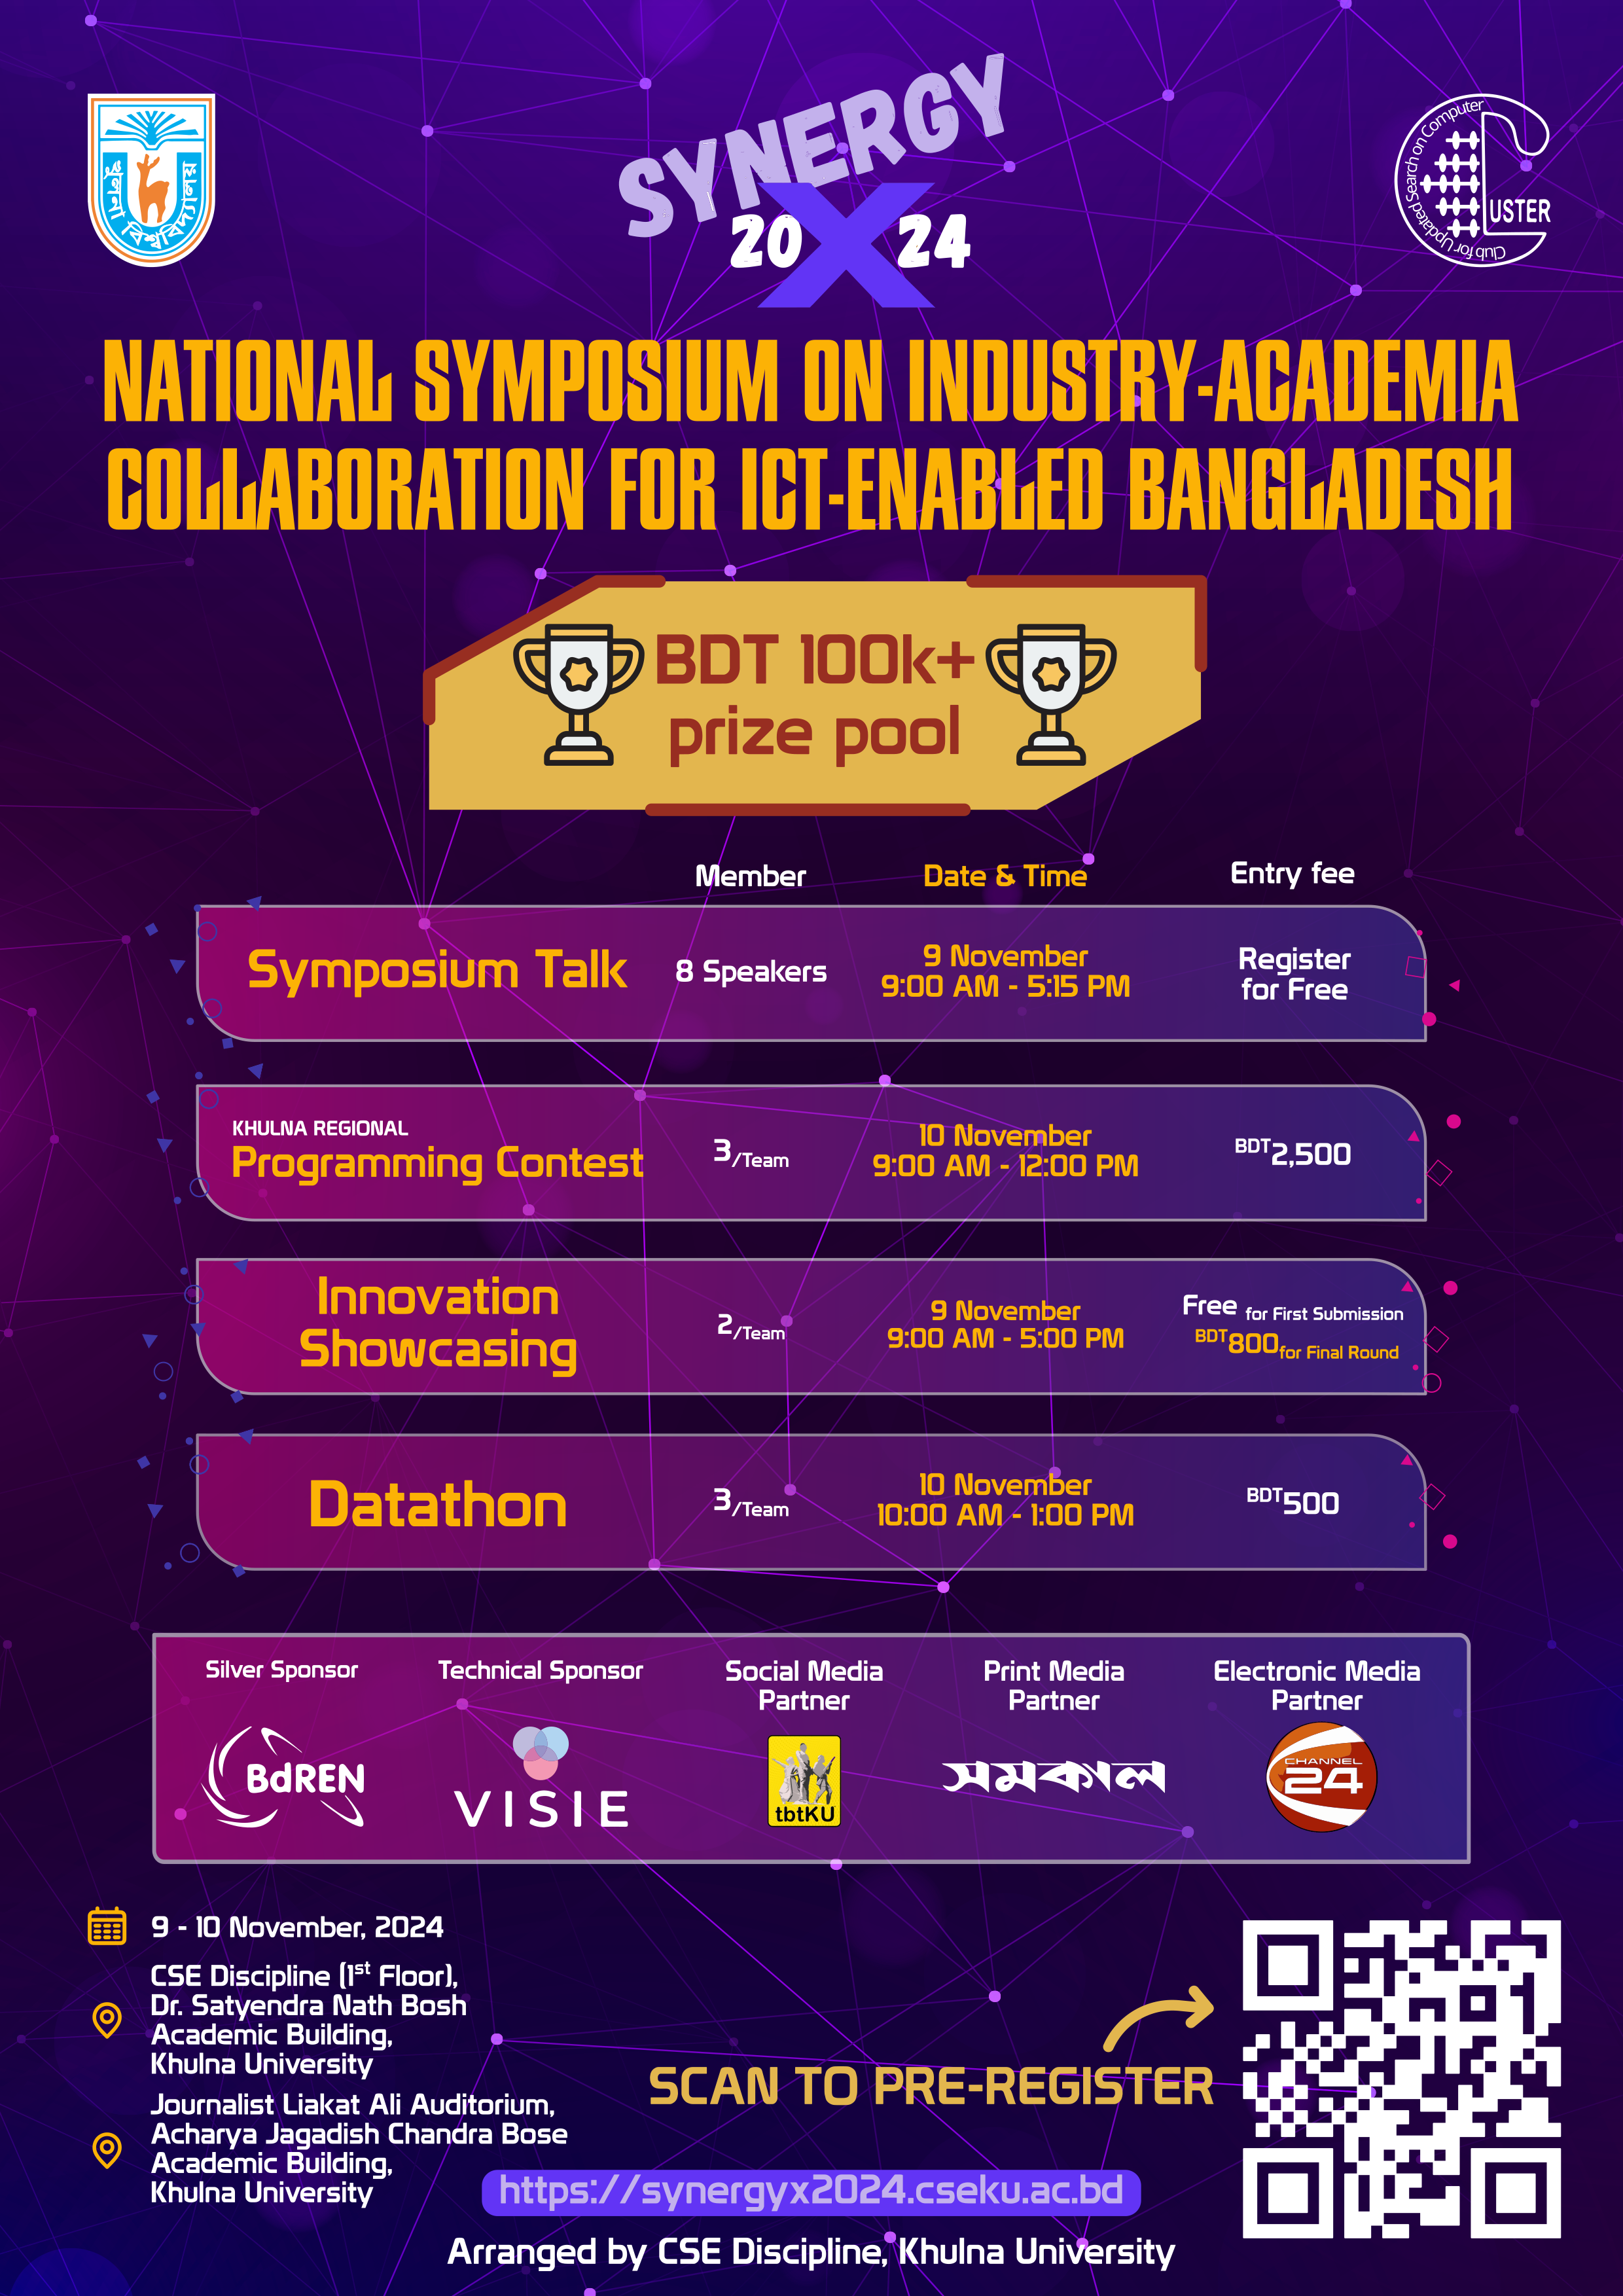 খুলনা বিশ্ববিদ্যালয়
SYNERGY
20 X 24
Club for Updated Search on Computer
CLUSTER
NATIONAL SYMPOSIUM ON INDUSTRY-ACADEMIA
COLLABORATION FOR ICT-ENABLED BANGLADESH
BDT 100k+
prize pool
Member Date & Time Entry fee
Symposium Talk
8 Speakers
9 November
9:00 AM - 5:15 PM
Register
for Free
KHULNA REGIONAL
Programming Contest
3/Team
10 November
9:00 AM - 12:00 PM
BDT2,500
Innovation
Showcasing
2/Team
9 November
9:00 AM - 5:00 PM
Free for First Submission
BDT800for Final Round
Datathon
3/Team
10 November
10:00 AM - 1:00 PM
BDT500
Silver Sponsor
BdREN
Technical Sponsor
VISIE
Social Media
Partner
tbtKU
Print Media
Partner
সমকাল
Electronic Media
Partner
CHANNEL
24
9 - 10 November, 2024
CSE Discipline (1st Floor),
Dr. Satyendra Nath Bosh
Academic Building,
Khulna University
Journalist Liakat Ali Auditorium,
Acharya Jagadish Chandra Bose
Academic Building,
Khulna University
SCAN TO PRE-REGISTER
https://synergyx2024.cseku.ac.bd
Arranged by CSE Discipline, Khulna University